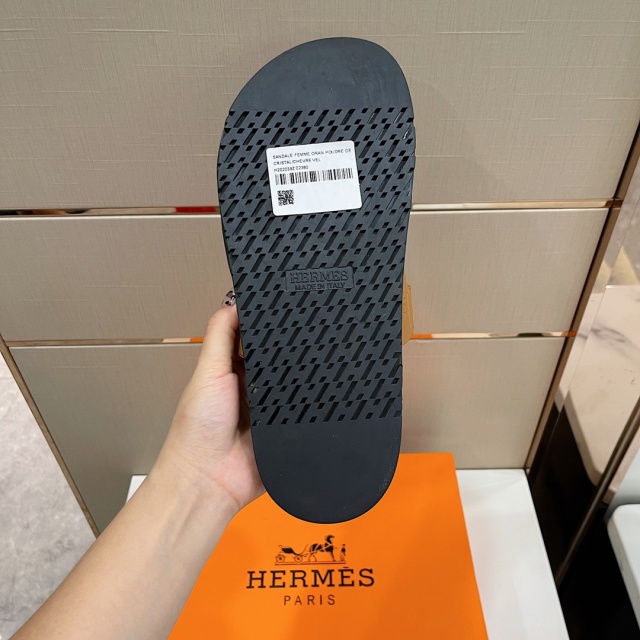 SANDALE FEMME ORAN POUDRE DE
CRISTAL/CHEVRE VEL
HERMES
MADE IN ITALY
HERMÈS
PARIS